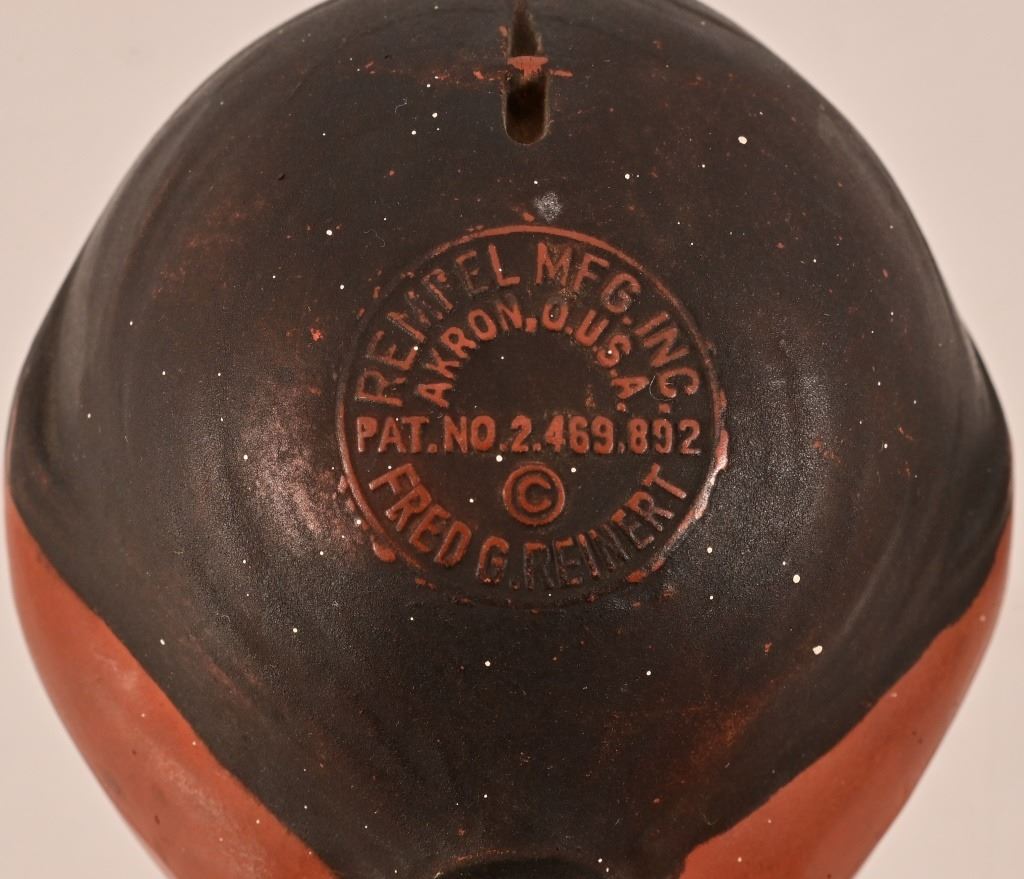 REMPEL MFG. INC.
AKRON, O. U.S.A.
PAT. NO. 2.469.892
©
FRED G. REINERT